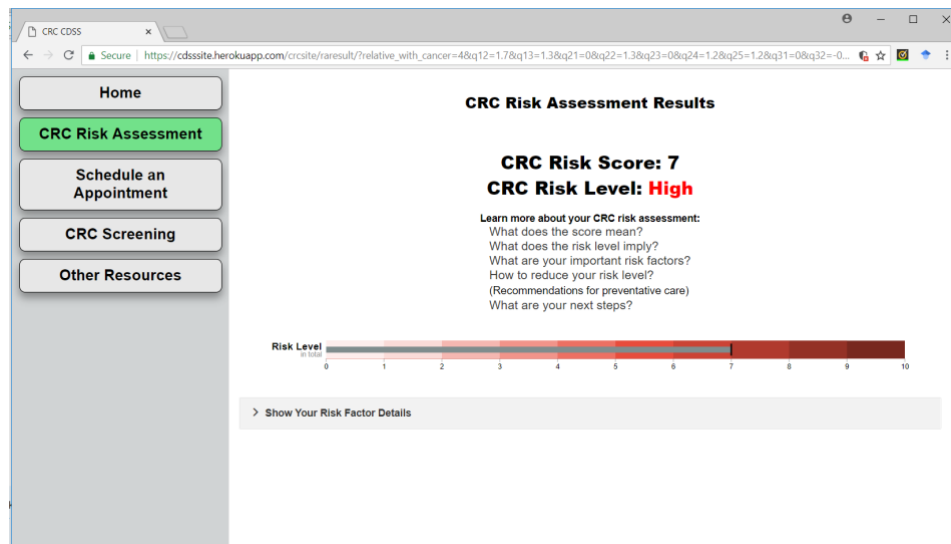 CRC CDSS
Secure | https://cdsssite.herokuapp.com/crcsite/raresult/?relative_with_cancer=4&q12=1.7&q13=1.3&q21=0&q22=1.3&q23=0&q24=1.2&q25=1.2&q31=0&q32=-0...
Home
CRC Risk Assessment
Schedule an
Appointment
CRC Screening
Other Resources
CRC Risk Assessment Results
CRC Risk Score: 7
CRC Risk Level: High
Learn more about your CRC risk assessment:
What does the score mean?
What does the risk level imply?
What are your important risk factors?
How to reduce your risk level?
(Recommendations for preventative care)
What are your next steps?
Risk Level
in total
0 1 2 3 4 5 6 7 8 9 10
Show Your Risk Factor Details